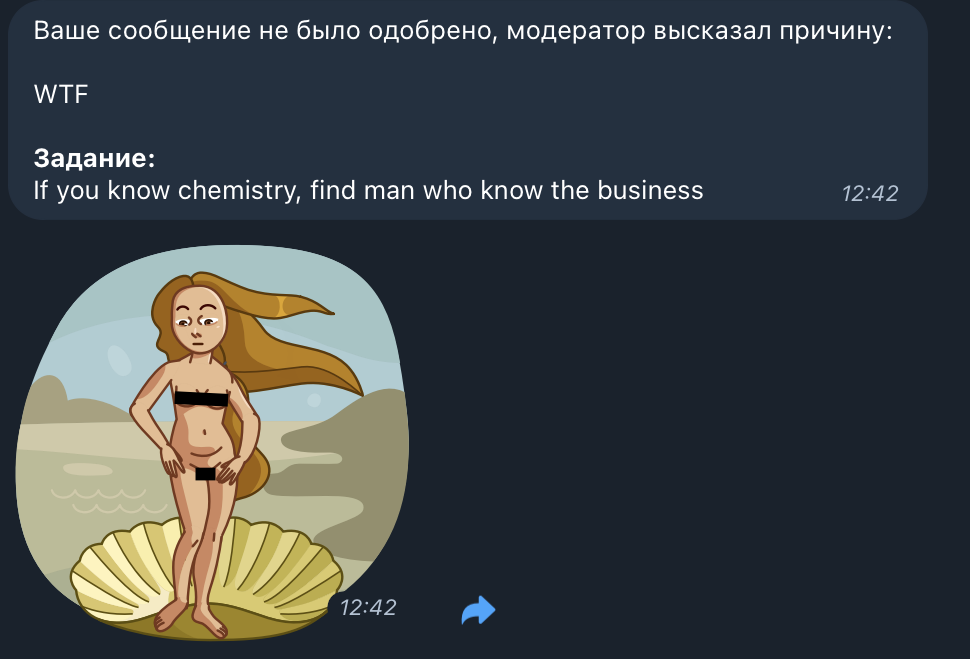 Ваше сообщение не было одобрено, модератор высказал причину:
WTF
Задание:
If you know chemistry, find man who know the business
12:42
12:42